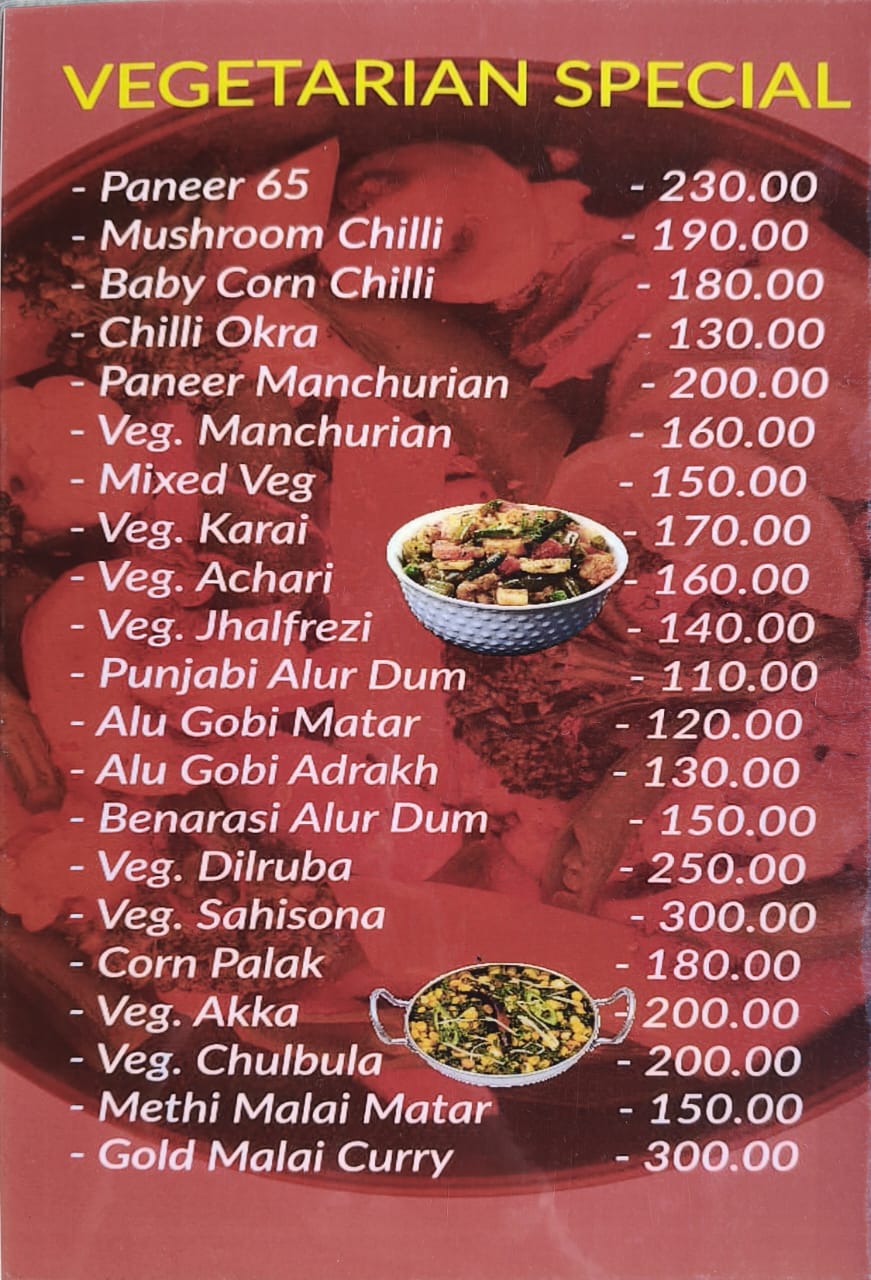 VEGETARIAN SPECIAL
- Paneer 65 - 230.00
- Mushroom Chilli - 190.00
- Baby Corn Chilli - 180.00
- Chilli Okra - 130.00
- Paneer Manchurian - 200.00
- Veg. Manchurian - 160.00
- Mixed Veg - 150.00
- Veg. Karai - 170.00
- Veg. Achari - 160.00
- Veg. Jhalfrezi - 140.00
- Punjabi Alur Dum - 110.00
- Alu Gobi Matar - 120.00
- Alu Gobi Adrakh - 130.00
- Benarasi Alur Dum - 150.00
- Veg. Dilruba - 250.00
- Veg. Sahisona - 300.00
- Corn Palak - 180.00
- Veg. Akka - 200.00
- Veg. Chulbula - 200.00
- Methi Malai Matar - 150.00
- Gold Malai Curry - 300.00